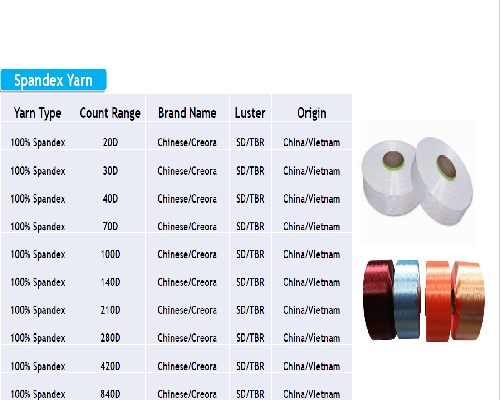 Spandex Yarn
Yarn Type Count Range Brand Name Luster Origin
100% Spandex 20D Chinese/Creora SD/TBR China/Vietnam
100% Spandex 30D Chinese/Creora SD/TBR China/Vietnam
100% Spandex 40D Chinese/Creora SD/TBR China/Vietnam
100% Spandex 70D Chinese/Creora SD/TBR China/Vietnam
100% Spandex 100D Chinese/Creora SD/TBR China/Vietnam
100% Spandex 140D Chinese/Creora SD/TBR China/Vietnam
100% Spandex 210D Chinese/Creora SD/TBR China/Vietnam
100% Spandex 280D Chinese/Creora SD/TBR China/Vietnam
100% Spandex 420D Chinese/Creora SD/TBR China/Vietnam
100% Spandex 840D Chinese/Creora SD/TBR China/Vietnam